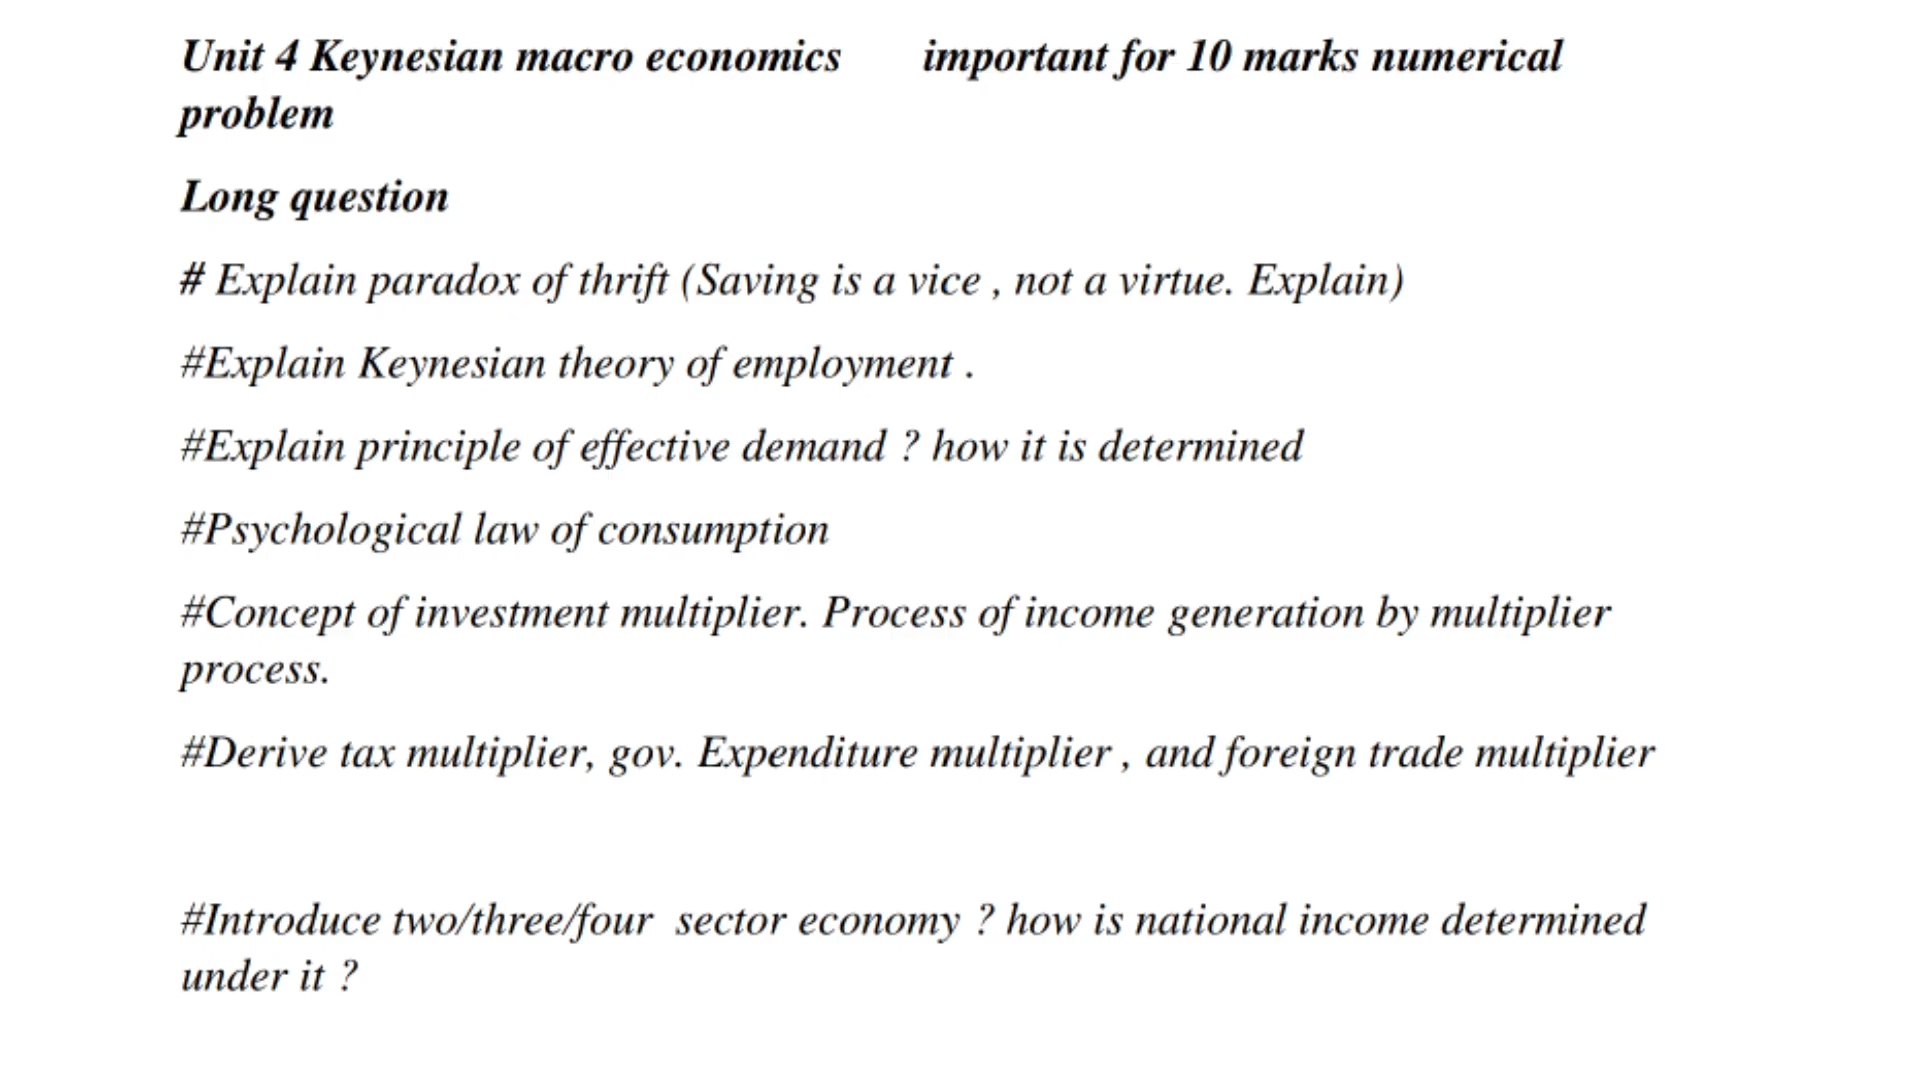 Unit 4 Keynesian macro economics important for 10 marks numerical
problem
Long question
# Explain paradox of thrift (Saving is a vice , not a virtue. Explain)
#Explain Keynesian theory of employment .
#Explain principle of effective demand ? how it is determined
#Psychological law of consumption
#Concept of investment multiplier. Process of income generation by multiplier
process.
#Derive tax multiplier, gov. Expenditure multiplier , and foreign trade multiplier
#Introduce two/three/four sector economy ? how is national income determined
under it ?